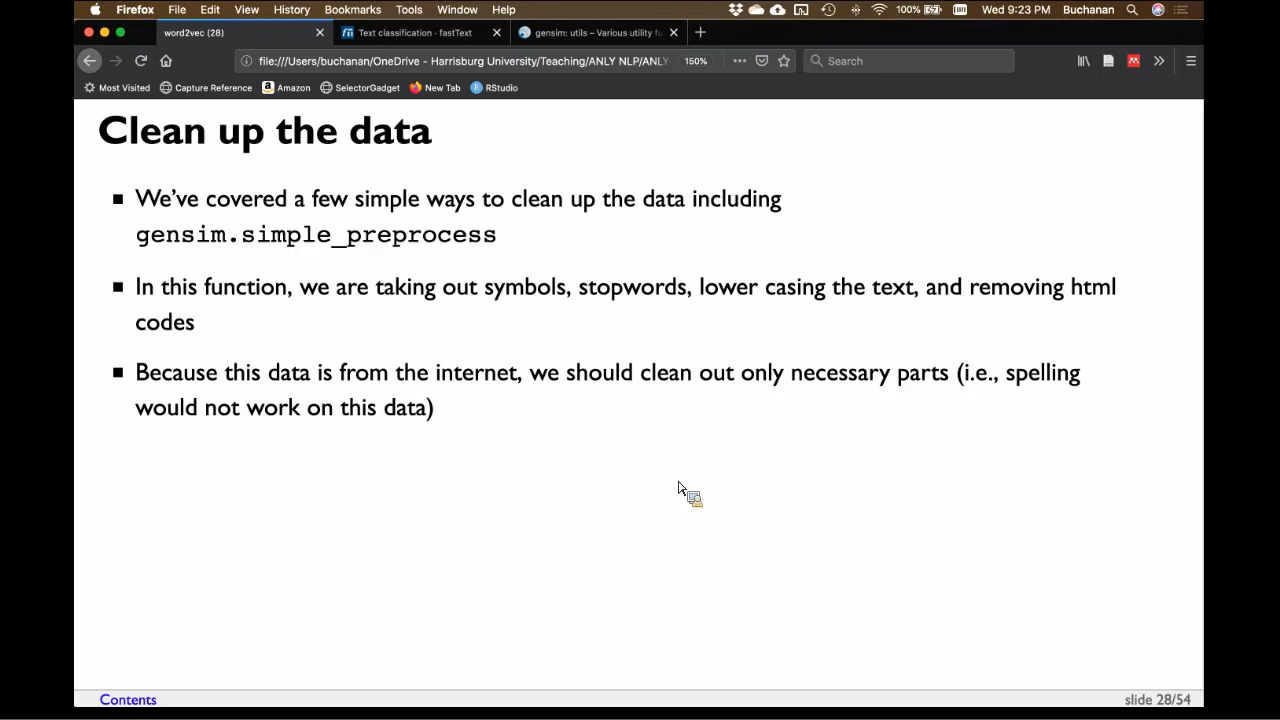 Firefox File Edit View History Bookmarks Tools Window Help 100% Wed 9:23 PM Buchanan
word2vec (28) Text classification · fastText gensim: utils – Various utility fu
file:///Users/buchanan/OneDrive - Harrisburg University/Teaching/ANLY NLP/ANLY 150% Search
Most Visited Capture Reference Amazon SelectorGadget New Tab RStudio
Clean up the data
We’ve covered a few simple ways to clean up the data including
gensim.simple_preprocess
In this function, we are taking out symbols, stopwords, lower casing the text, and removing html
codes
Because this data is from the internet, we should clean out only necessary parts (i.e., spelling
would not work on this data)
Contents slide 28/54